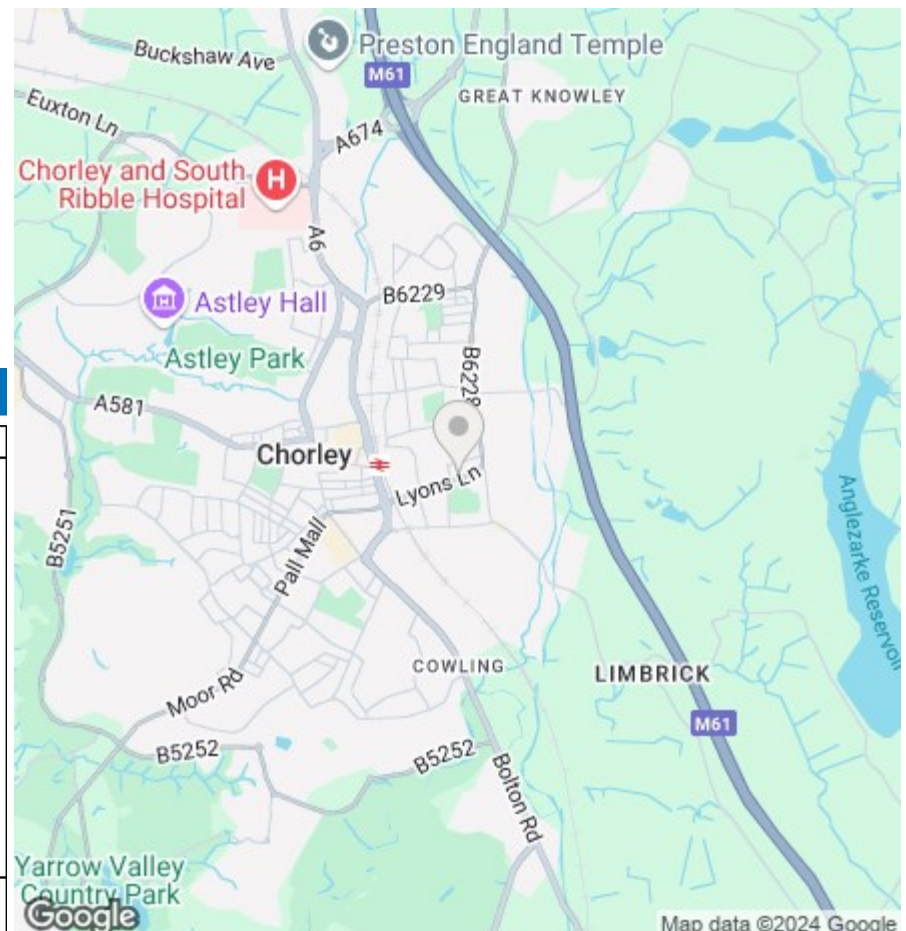 Buckshaw Ave
Preston England Temple
M61
GREAT KNOWLEY
Euxton Ln
A674
Chorley and South
Ribble Hospital
H
A6
Astley Hall
B6229
Astley Park
B6228
A581
Chorley
Lyons Ln
Anglezarke Reservoir
B5251
Pall Mall
COWLING
LIMBRICK
Moor Rd
M61
B5252
B5252
Bolton Rd
Yarrow Valley
Country Park
Google
Map data ©2024 Google